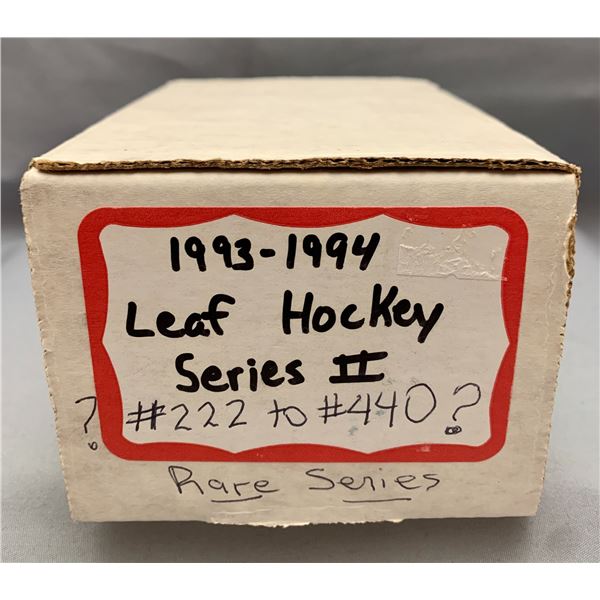 1993-1994
Leaf Hockey
Series II
? #222 to #440?
Rare Series